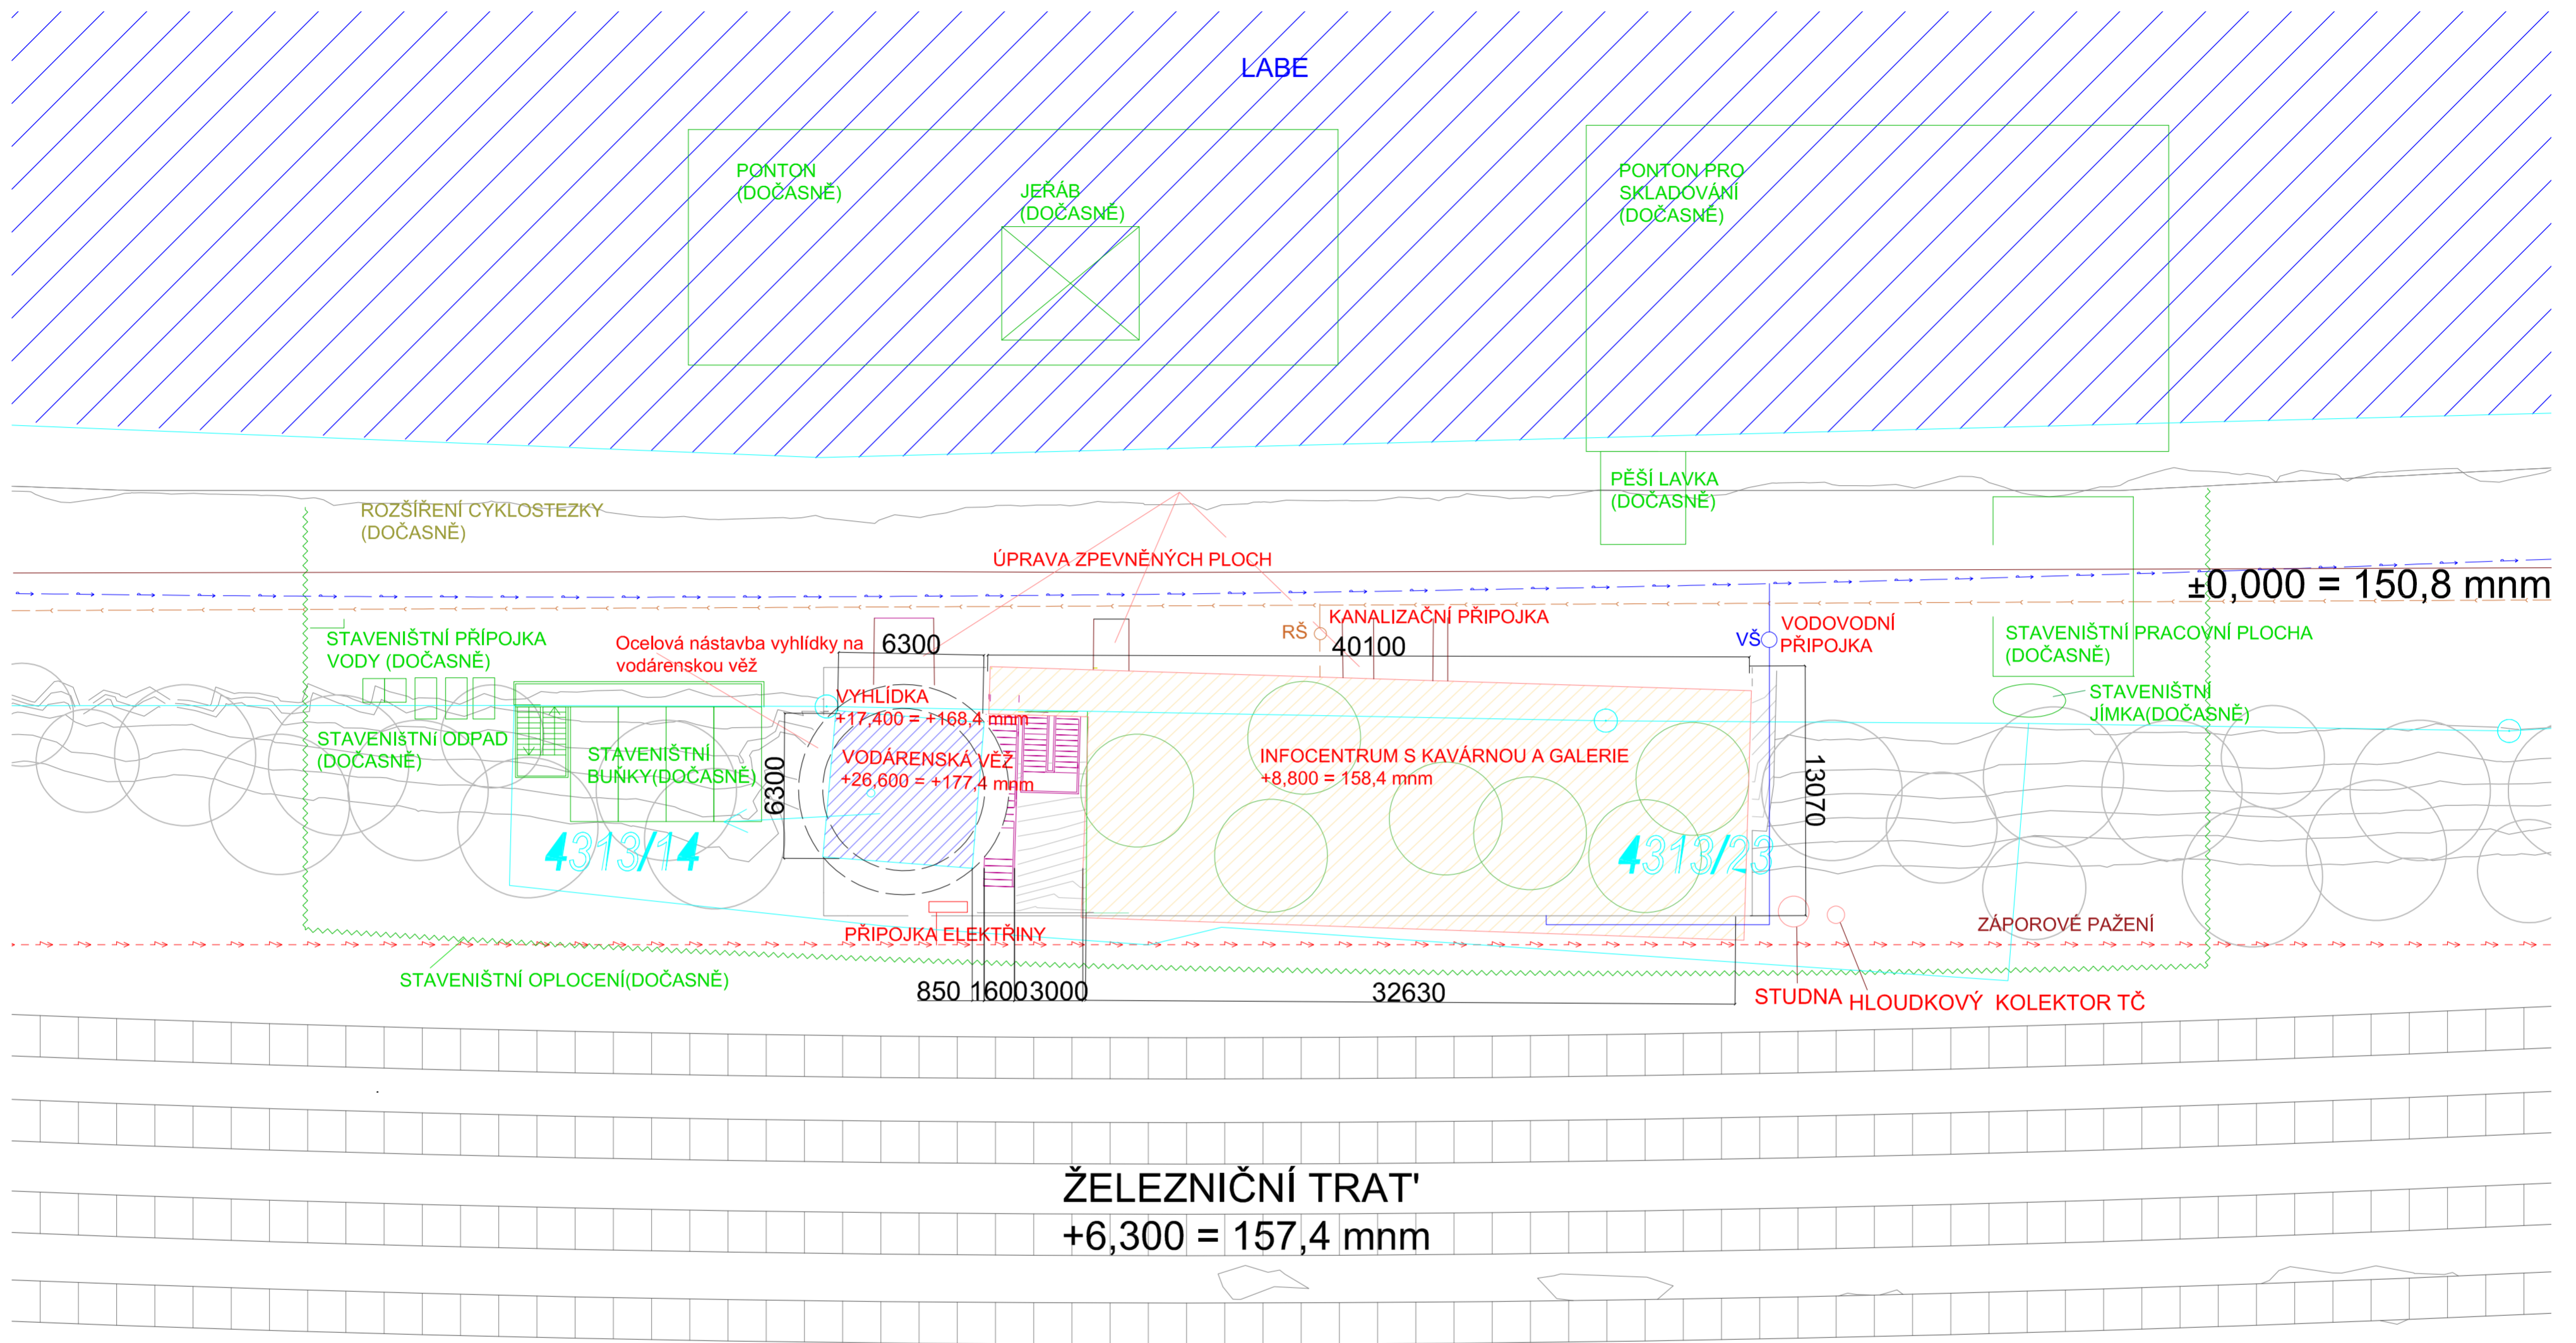 LABE
PONTON
(DOČASNĚ)
JEŘÁB
(DOČASNĚ)
PONTON PRO
SKLADOVÁNÍ
(DOČASNĚ)
PĚŠÍ LAVKA
(DOČASNĚ)
ROZŠÍŘENÍ CYKLOSTEZKY
(DOČASNĚ)
ÚPRAVA ZPEVNĚNÝCH PLOCH
±0,000 = 150,8 mnm
STAVENIŠTNÍ PŘÍPOJKA
VODY (DOČASNĚ)
Ocelová nástavba vyhlídky na
vodárenskou věž
6300
RŠ
KANALIZAČNÍ PŘIPOJKA
40100
VŠ
VODOVODNÍ
PŘIPOJKA
STAVENIŠTNÍ PRACOVNÍ PLOCHA
(DOČASNĚ)
VYHLÍDKA
+17,400 = +168,4 mnm
STAVENIŠTNÍ
JÍMKA(DOČASNĚ)
STAVENIšTNí ODPAD
(DOČASNĚ)
STAVENIŠTNÍ
BUŇKY(DOČASNĚ)
6300
VODÁRENSKÁ VĚŽ
+26,600 = +177,4 mnm
INFOCENTRUM S KAVÁRNOU A GALERIE
+8,800 = 158,4 mnm
13070
4313/14
4313/23
PŘIPOJKA ELEKTŘINY
ZÁPOROVÉ PAŽENÍ
STAVENIŠTNÍ OPLOCENÍ(DOČASNĚ)
850 1600 3000
32630
STUDNA
HLOUDKOVÝ KOLEKTOR TČ
ŽELEZNIČNÍ TRAT'
+6,300 = 157,4 mnm